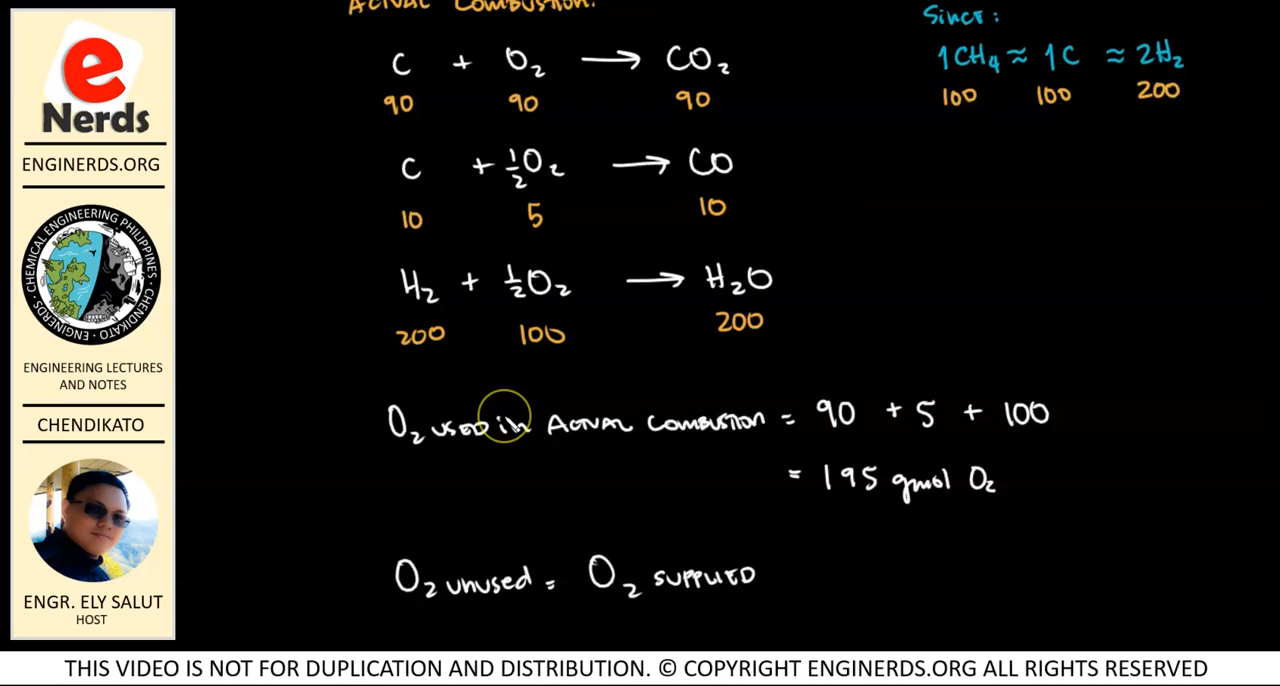 e
Nerds
ENGINERDS.ORG
CHEMICAL ENGINEERING PHILIPPINES
CHENDIKATO - ENGINERDS
ENGINEERING LECTURES
AND NOTES
CHENDIKATO
ENGR. ELY SALUT
HOST
ACTUAL COMBUSTION:
C + O₂ → CO₂
90 90 90
C + ½O₂ → CO
10 5 10
H₂ + ½O₂ → H₂O
200 100 200
O₂ USED in ACTUAL COMBUSTION = 90 + 5 + 100
= 195 gmol O₂
O₂ unused = O₂ SUPPLIED
Since:
1CH₄ ≈ 1C ≈ 2H₂
100 100 200
THIS VIDEO IS NOT FOR DUPLICATION AND DISTRIBUTION. © COPYRIGHT ENGINERDS.ORG ALL RIGHTS RESERVED